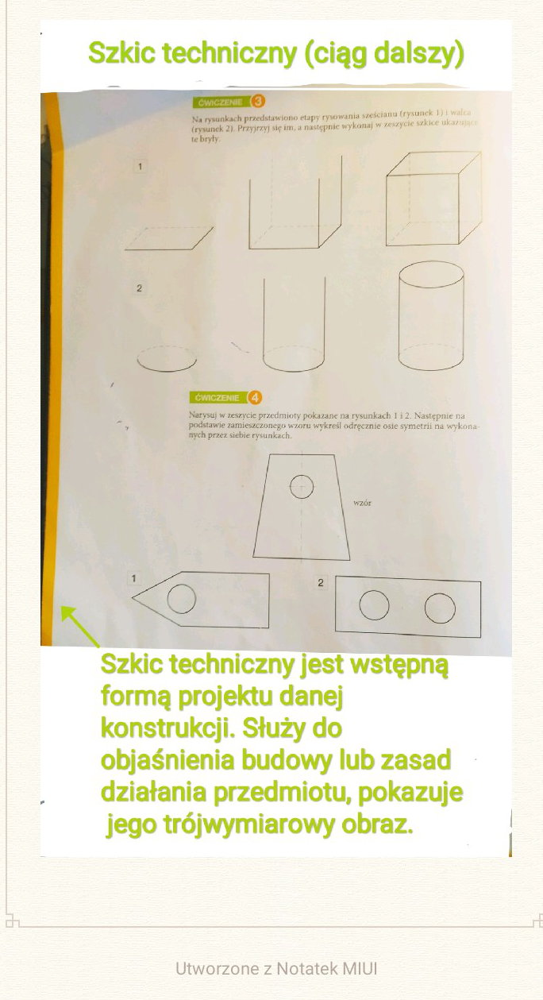 Szkic techniczny (ciąg dalszy)
ĆWICZENIE 3
Na rysunkach przedstawiono etapy rysowania sześcianu (rysunek 1) i walca
(rysunek 2). Przyjrzyj się im, a następnie wykonaj w zeszycie szkice ukazujące
te bryły.
1
2
ĆWICZENIE 4
Narysuj w zeszycie przedmioty pokazane na rysunkach 1 i 2. Następnie na
podstawie zamieszczonego wzoru wykreśl odręcznie osie symetrii na wykona-
nych przez siebie rysunkach.
wzór
1
2
Szkic techniczny jest wstępną
formą projektu danej
konstrukcji. Służy do
objaśnienia budowy lub zasad
działania przedmiotu, pokazuje
jego trójwymiarowy obraz.
Utworzone z Notatek MIUI